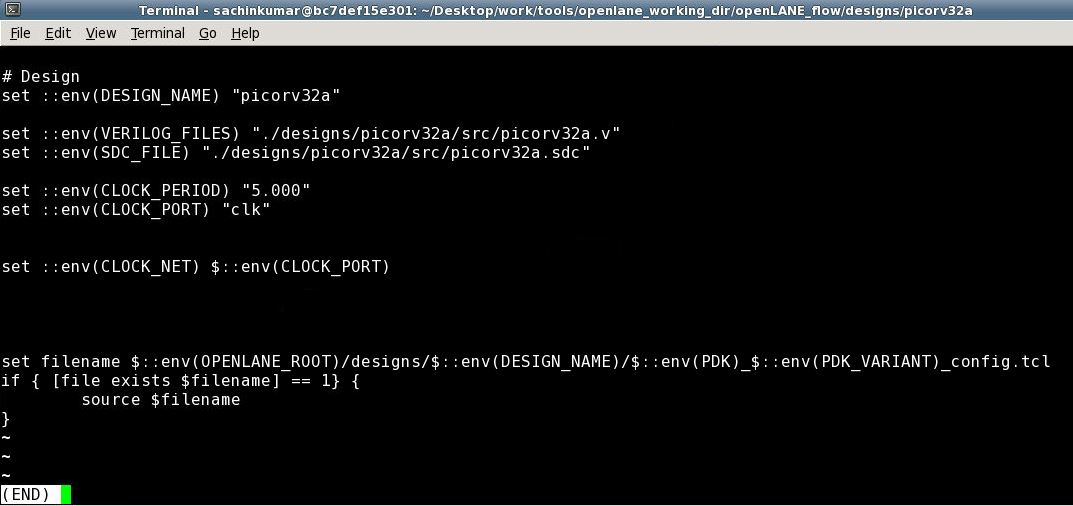 Terminal - sachinkumar@bc7def15e301: ~/Desktop/work/tools/openlane_working_dir/openLANE_flow/designs/picorv32a
File Edit View Terminal Go Help
# Design
set ::env(DESIGN_NAME) "picorv32a"
set ::env(VERILOG_FILES) "./designs/picorv32a/src/picorv32a.v"
set ::env(SDC_FILE) "./designs/picorv32a/src/picorv32a.sdc"
set ::env(CLOCK_PERIOD) "5.000"
set ::env(CLOCK_PORT) "clk"
set ::env(CLOCK_NET) $::env(CLOCK_PORT)
set filename $::env(OPENLANE_ROOT)/designs/$::env(DESIGN_NAME)/$::env(PDK)_$::env(PDK_VARIANT)_config.tcl
if { [file exists $filename] == 1} {
        source $filename
}
~
~
~
(END)